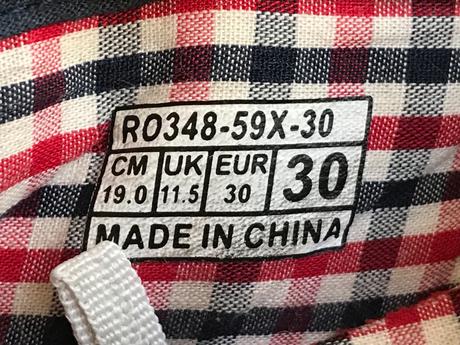 RO348-59X-30
CM UK EUR 30
19.0 11.5 30
MADE IN CHINA